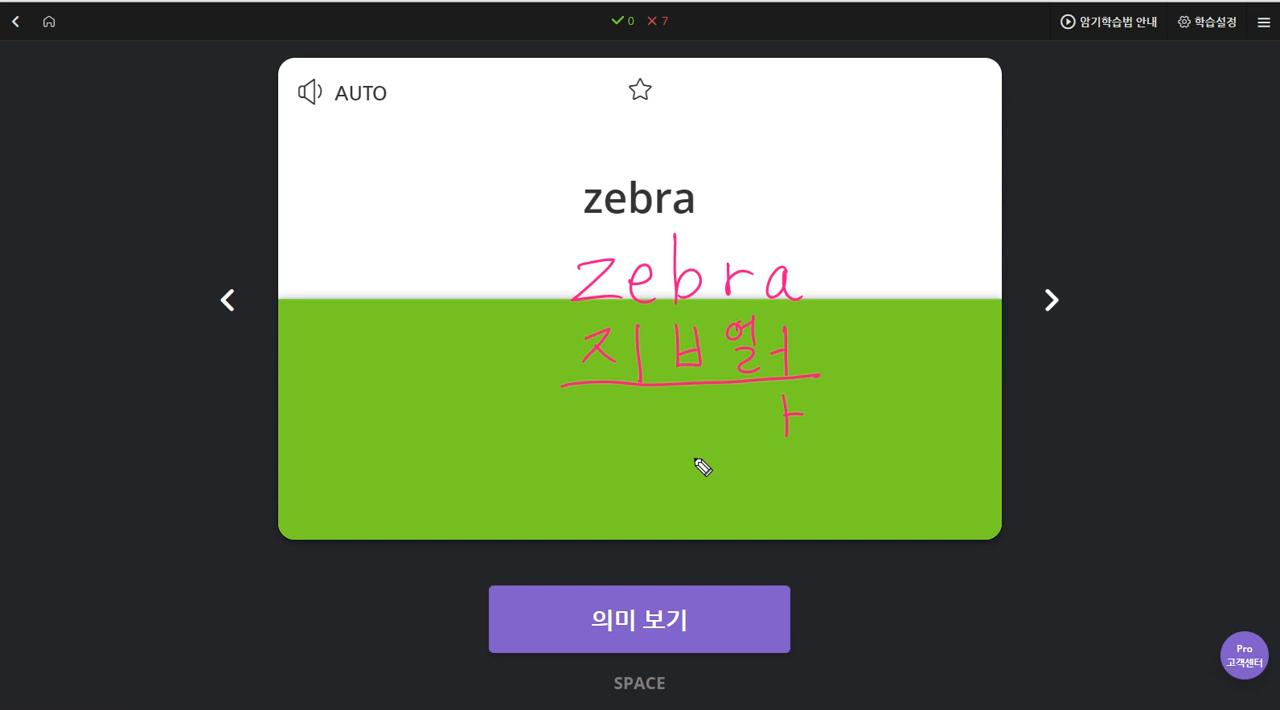 0 7 암기학습법 안내 학습설정
AUTO
zebra
zebra
지 ㅂ 얼 ㅓ
ㅏ
의미 보기
SPACE
Pro
고객센터